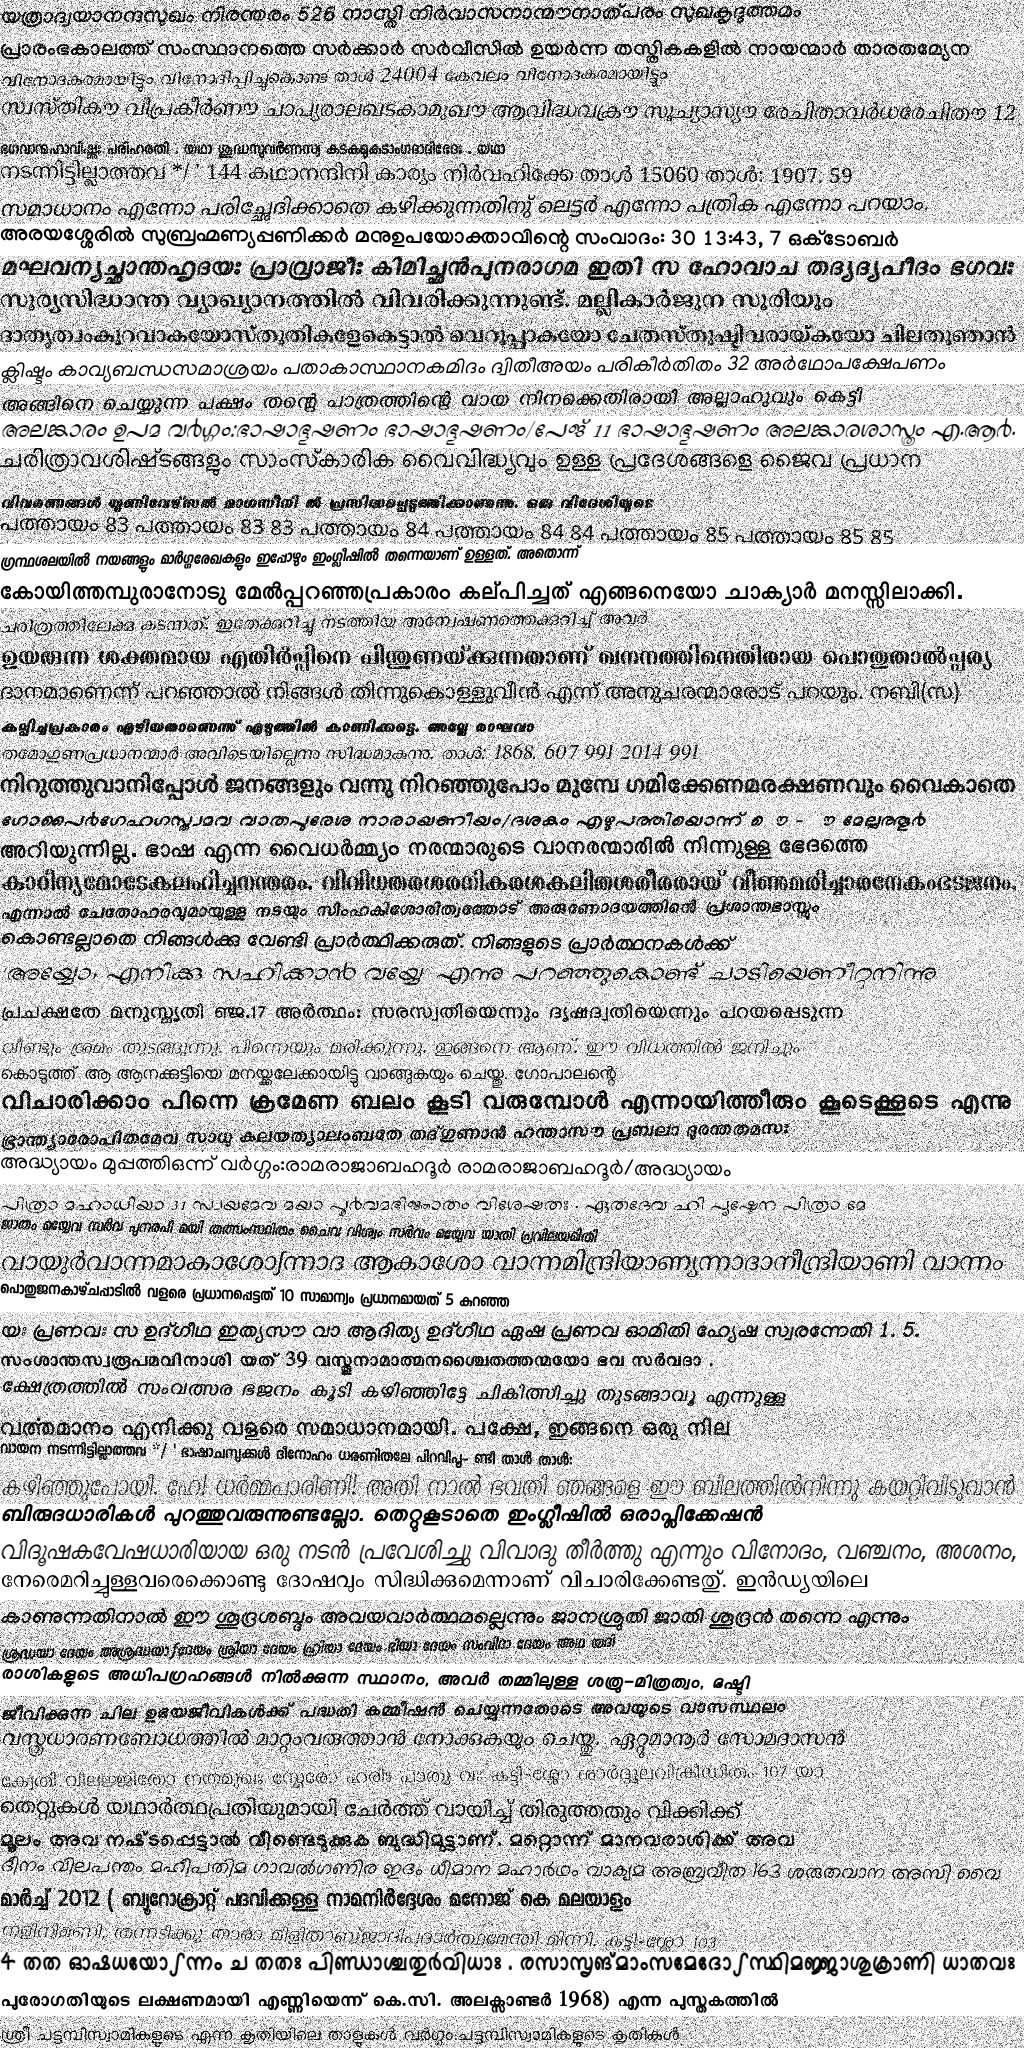 യത്രാദ്വയാനന്ദസുഖം നിരന്തരം 526 നാസ്തി നിർവാസനാന്മൗനാത്പരം സുഖകൃദുത്തമം
പ്രാരംഭകാലത്ത് സംസ്ഥാനത്തെ സർക്കാർ സർവീസിൽ ഉയർന്ന തസ്തികകളിൽ നായന്മാർ താരതമ്യേന
വിനോദകരമായിട്ടും വിനോദിപ്പിച്ചുകൊണ്ട താൾ 24004 കേവലം വിനോദകരമായിട്ടും
സ്വസ്തികൗ വിപ്രകീർണൗ ചാപ്യരാലഖടകാമുഖൗ ആവിദ്ധവക്രൗ സൂച്യാസ്യൗ രേചിതാവർധരേചിതൗ 12
ഭഗവാന്മഹാവിഷ്ണുഃ പരിഹരതി . യഥാ ശുദ്ധസുവർണസ്യ കടകമുകടാംഗദാദിഭേദഃ . യഥാ
നടന്നിട്ടില്ലാത്തവ */ ' 144 കഥാനന്ദിനി കാര്യം നിർവഹിക്കേ താൾ 15060 താൾ: 1907. 59
സമാധാനം എന്നോ പരിച്ഛേദിക്കാതെ കഴിക്കുന്നതിനു് ലെട്ടർ എന്നോ പത്രിക എന്നോ പറയാം.
അരയശ്ശേരിൽ സുബ്രഹ്മണ്യപ്പണിക്കർ മനുഉപയോക്താവിന്റെ സംവാദം: 30 13:43, 7 ഒക്ടോബർ
മഘവന്യച്ഛാന്തഹൃദയഃ പ്രാവ്രാജീഃ കിമിച്ഛൻപുനരാഗമ ഇതി സ ഹോവാച തദ്യദ്യപീദം ഭഗവഃ
സൂര്യസിദ്ധാന്ത വ്യാഖ്യാനത്തിൽ വിവരിക്കുന്നുണ്ട്. മല്ലികാർജുന സൂരിയും
ദാതൃത്വംകുറവാകയോസ്തുതികളേകെട്ടാൽ വെറുപ്പാകയോ ചേതസ്തുഷ്ടിവരായ്കയോ ചിലതുഞാൻ
ക്ലിഷ്ടം കാവ്യബന്ധസമാശ്രയം പതാകാസ്ഥാനകമിദം ദ്വിതീഅയം പരികീർതിതം 32 അർഥോപക്ഷേപണം
അങ്ങിനെ ചെയ്യുന്ന പക്ഷം തന്റെ പാത്രത്തിന്റെ വായ നിനക്കെതിരായി അല്ലാഹുവും കെട്ടി
അലങ്കാരം ഉപമ വർഗ്ഗം:ഭാഷാഭൂഷണം ഭാഷാഭൂഷണം/പേജ് 11 ഭാഷാഭൂഷണം അലങ്കാരശാസ്ത്രം എ.ആർ.
ചരിത്രാവശിഷ്ടങ്ങളും സാംസ്കാരിക വൈവിദ്ധ്യവും ഉള്ള പ്രദേശങ്ങളെ ജൈവ പ്രധാന
വിവരണങ്ങൾ യൂണിവേഴ്സൽ മാഗസീനി ൽ പ്രസിദ്ധപ്പെടുത്തിക്കാണുന്നു. ഒരു വിദേശിയുടെ
പത്തായം 83 പത്തായം 83 83 പത്തായം 84 പത്തായം 84 84 പത്തായം 85 പത്തായം 85 85
ഗ്രന്ഥശലയിൽ നയങ്ങളും മാർഗ്ഗരേഖകളും ഇപ്പോഴും ഇംഗ്ലീഷിൽ തന്നെയാണ് ഉള്ളത്. അതൊന്ന്
കോയിത്തമ്പുരാനോടു മേൽപ്പറഞ്ഞപ്രകാരം കല്പിച്ചത് എങ്ങനെയോ ചാക്യാർ മനസ്സിലാക്കി.
ചരിത്രത്തിലേക്കു കടന്നത്. ഇതേക്കുറിച്ചു നടത്തിയ അന്വേഷണത്തെക്കുറിച്ച് അവർ
ഉയരുന്ന ശക്തമായ എതിർപ്പിനെ പിന്തുണയ്ക്കുന്നതാണ് ഖനനത്തിനെതിരായ പൊതുതാൽപ്പര്യ
ദാനമാണെന്ന് പറഞ്ഞാൽ നിങ്ങൾ തിന്നുകൊള്ളുവീൻ എന്ന് അനുചരന്മാരോട് പറയും. നബി(സ)
കല്പിച്ചപ്രകാരം ഏഴിയതാണെന്ന് എഴുത്തിൽ കാണിക്കട്ടെ. അല്ലേ രാഘവാ
തമോഗുണപ്രധാനന്മാർ അവിടെയില്ലെന്നു സിദ്ധമാകുന്നു. താൾ: 1868. 607 991 2014 991
നിറുത്തുവാനിപ്പോൾ ജനങ്ങളും വന്നു നിറഞ്ഞുപോം മുമ്പേ ഗമിക്കേണമരക്ഷണവും വൈകാതെ
ഗോപൈർഗേഹഗസ്ത്വമവ വാതപുരേശ നാരായണീയം/ദശകം എഴുപത്തിയൊന്ന് ൭ ൌ - ൗ മേല്പത്തൂർ
അറിയുന്നില്ല. ഭാഷ എന്ന വൈധർമ്മ്യം നരന്മാരുടെ വാനരന്മാരിൽ നിന്നുള്ള ഭേദത്തെ
കാഠിന്യമോടേകലഹിച്ചനന്തരം. വിവിധതരശരനികരശകലിതശരീരരായ് വീണുമരിച്ചാരനേകംഭടജനം,
എന്നാൽ ചേതോഹരവുമായുള്ള നടയും സിംഹകിശോരിത്വത്തോട് അരുണോദയത്തിന്റെ പ്രശാന്തഭാസ്സും
കൊണ്ടല്ലാതെ നിങ്ങൾക്കു വേണ്ടി പ്രാർത്ഥിക്കരുത്. നിങ്ങളുടെ പ്രാർത്ഥനകൾക്ക്
'അയ്യോ, എനിക്കു സഹിക്കാൻ വയ്യേ' എന്നു പറഞ്ഞുകൊണ്ട് ചാടിയെണീറ്റുനിന്നു
പ്രചക്ഷതേ മനുസ്മൃതി ഞ്ജ.17 അർത്ഥം: സരസ്വതിയെന്നും ദൃഷദ്വതിയെന്നും പറയപ്പെടുന്ന
വീണ്ടും ശ്രമം തുടങ്ങുന്നു. പിന്നെയും മരിക്കുന്നു. ഇങ്ങനെ ആണ്. ഈ വിധത്തിൽ ജനിച്ചും
കൊടുത്ത് ആ ആനക്കുട്ടിയെ മനയ്ക്കലേക്കായിട്ടു വാങ്ങുകയും ചെയ്തു. ഗോപാലന്റെ
വിചാരിക്കാം പിന്നെ ക്രമേണ ബലം കൂടി വരുമ്പോൾ എന്നായിത്തീരും കൂടെക്കൂടെ എന്നു
ഭ്രാന്ത്യാരോപിതമേവ സാധു കലയത്യാലംബതേ തദ്ഗുണാൻ ഹന്താസൗ പ്രബലാ ദുരന്തതമസഃ
അദ്ധ്യായം മുപ്പത്തിഒന്ന് വർഗ്ഗം:രാമരാജാബഹദൂർ രാമരാജാബഹദൂർ/അദ്ധ്യായം
ചിത്രാ മഹാധിയാ 31 സ്വയമേവ മയാ പൂർവമഭിജ്ഞാതം വിശേഷതഃ . ഏതദേവ ഹി പൃഷ്ടേന പിത്രാ മേ
ജാതം മയ്യേവ സർവ പുനരപി മയി തത്സംസ്ഥിതം ചൈവ വിശ്വം സർവം മയ്യേവ യാതി പ്രവിലയമിതി
വായുർവാന്നമാകാശോഽന്നാദ ആകാശോ വാന്നമിന്ദ്രിയാണ്യന്നാദാനീന്ദ്രിയാണി വാന്നം
പൊതുജനകാഴ്ചപ്പാടിൽ വളരെ പ്രധാനപ്പെട്ടത് 10 സാമാന്യം പ്രധാനമായത് 5 കുറഞ്ഞ
യഃ പ്രണവഃ സ ഉദ്ഗീഥ ഇത്യസൗ വാ ആദിത്യ ഉദ്ഗീഥ ഏഷ പ്രണവ ഓമിതി ഹ്യേഷ സ്വരന്നേതി 1. 5.
സംശാന്തസ്വരൂപമവിനാശി യത് 39 വസ്തൂനാമാത്മനശ്ചൈതത്തന്മയോ ഭവ സർവദാ .
ക്ഷേത്രത്തിൽ സംവത്സര ഭജനം കൂടി കഴിഞ്ഞിട്ടേ ചികിത്സിച്ചു തുടങ്ങാവൂ എന്നുള്ള
വർത്തമാനം എനിക്കു വളരെ സമാധാനമായി. പക്ഷേ, ഇങ്ങനെ ഒരു നില
വായന നടന്നിട്ടില്ലാത്തവ */ ' ഭാഷാചമ്പുക്കൾ ദിനോഹം ധരണിതലേ പിറവിപൂ- ണ്ടീ താൾ താൾ:
കഴിഞ്ഞുപോയി. ഹേ! ധർമ്മപാരിണി! അതി നാൽ ഭവതി ഞങ്ങളെ ഈ ബിലത്തിൽനിന്നു കയറ്റിവിടുവാൻ
ബിരുദധാരികൾ പുറത്തുവരുന്നുണ്ടല്ലോ. തെറ്റുകൂടാതെ ഇംഗ്ലീഷിൽ ഒരാപ്ലിക്കേഷൻ
വിദൂഷകവേഷധാരിയായ ഒരു നടൻ പ്രവേശിച്ചു വിവാദു തീർത്തു എന്നും വിനോദം, വഞ്ചനം, അശനം,
നേരെമറിച്ചുള്ളവരെക്കൊണ്ടു ദോഷവും സിദ്ധിക്കുമെന്നാണ് വിചാരിക്കേണ്ടതു്. ഇൻഡ്യയിലെ
കാണുന്നതിനാൽ ഈ ശൂദ്രശബ്ദം അവയവാർത്ഥമല്ലെന്നും ജാനശ്രുതി ജാതി ശൂദ്രൻ തന്നെ എന്നും
ശ്രദ്ധയാ ദേയം അശ്രദ്ധയാഽദേയം ശ്രിയാ ദേയം ഹ്രിയാ ദേയം ഭിയാ ദേയം സംവിദാ ദേയം അഥ യദി
രാശികളുടെ അധിപഗ്രഹങ്ങൾ നിൽക്കുന്ന സ്ഥാനം, അവർ തമ്മിലുള്ള ശത്രു-മിത്രത്വം, ദൃഷ്ടി
ജീവിക്കുന്ന ചില ഉഭയജീവികൾക്ക് പദ്ധതി കമ്മീഷൻ ചെയ്യുന്നതോടെ അവയുടെ വാസസ്ഥലം
വസ്ത്രധാരണബോധത്തിൽ മാറ്റംവരുത്താൻ നോക്കുകയും ചെയ്തു. ഏറ്റുമാനൂർ സോമദാസൻ
വഃ കട്ടി-ശ്ലോ ശാർദ്ദൂലവിക്രീഡിതം 107 യാ
തെറ്റുകൾ യഥാർത്ഥപ്രതിയുമായി ചേർത്ത് വായിച്ച് തിരുത്തതും വിക്കിക്ക്
മൂലം അവ നഷ്ടപ്പെട്ടാൽ വീണ്ടെടുക്കുക ബുദ്ധിമുട്ടാണ്. മറ്റൊന്ന് മാനവരാശിക്ക് അവ
ദീനം വിലപന്തം മഹീപതിമ ഗാവൽഗണിര ഇദം ധീമാന മഹാർഥം വാക്യമ അബ്രവീത 163 ശരുതവാന അസി വൈ
മാർച്ച് 2012 ( ബ്യൂറോക്രാറ്റ് പദവിക്കുള്ള നാമനിർദ്ദേശം മനോജ് കെ മലയാളം
താരാ മിന്നി. കട്ടി-ശ്ലോ 103
4 തത ഓഷധയോഽന്നം ച തതഃ പിണ്ഡാശ്ചതുർവിധാഃ . രസാസൃങ്മാംസമേദോഽസ്ഥിമജ്ജാശുക്രാണി ധാതവഃ
പുരോഗതിയുടെ ലക്ഷണമായി എണ്ണിയെന്ന് കെ.സി. അലക്സാണ്ടർ 1968) എന്ന പുസ്തകത്തിൽ
ശ്രീ ചട്ടമ്പിസ്വാമികളുടെ എന്ന കൃതിയിലെ താളുകൾ വർഗ്ഗം:ചട്ടമ്പിസ്വാമികളുടെ കൃതികൾ